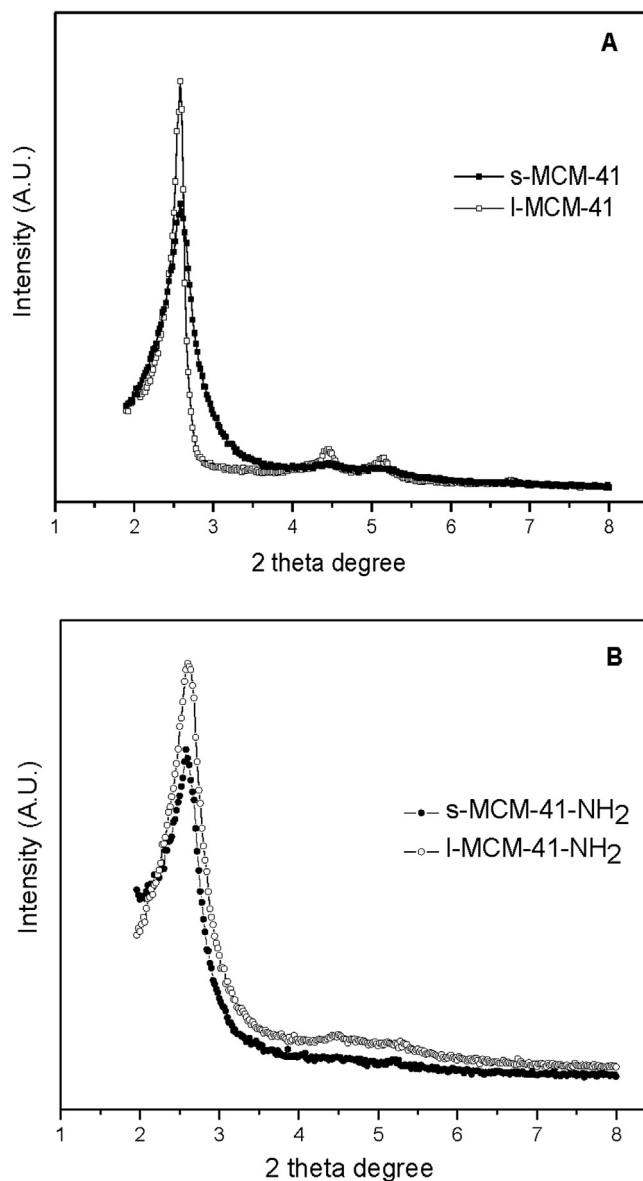 A
Intensity (A.U.)
s-MCM-41
l-MCM-41
1 2 3 4 5 6 7 8
2 theta degree
B
Intensity (A.U.)
s-MCM-41-NH₂
l-MCM-41-NH₂
1 2 3 4 5 6 7 8
2 theta degree